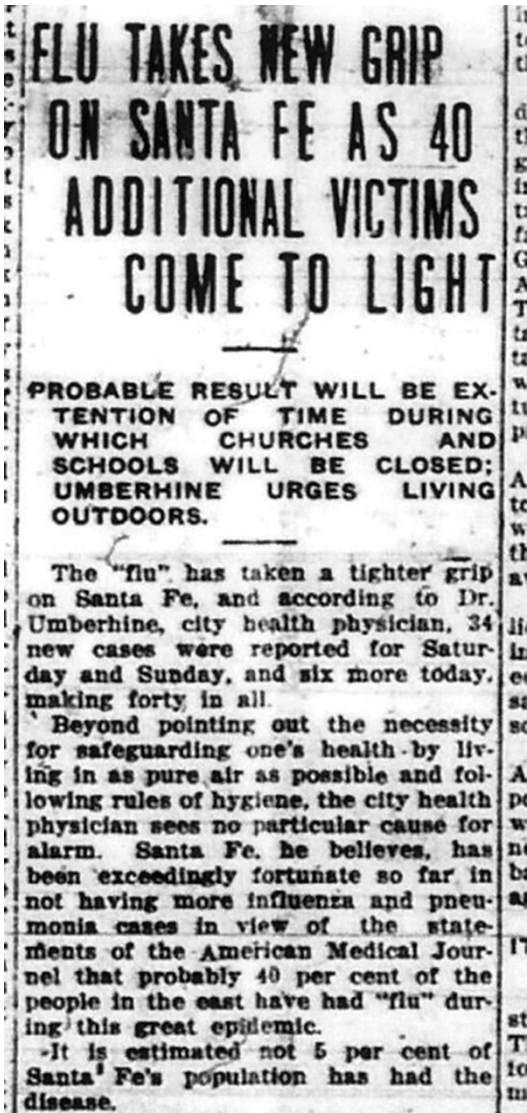 FLU TAKES NEW GRIP
ON SANTA FE AS 40
ADDITIONAL VICTIMS
COME TO LIGHT
PROBABLE RESULT WILL BE EX-
TENTION OF TIME DURING
WHICH CHURCHES AND
SCHOOLS WILL BE CLOSED;
UMBERHINE URGES LIVING
OUTDOORS.
The "flu" has taken a tighter grip
on Santa Fe, and according to Dr.
Umberhine, city health physician, 34
new cases were reported for Satur-
day and Sunday, and six more today,
making forty in all.
Beyond pointing out the necessity
for safeguarding one's health by liv-
ing in as pure air as possible and fol-
lowing rules of hygiene, the city health
physician sees no particular cause for
alarm. Santa Fe, he believes, has
been exceedingly fortunate so far in
not having more influenza and pneu-
monia cases in view of the state-
ments of the American Medical Jour-
nel that probably 40 per cent of the
people in the east have had "flu" dur-
ing this great epidemic.
It is estimated not 5 per cent of
Santa Fe's population has had the
disease.